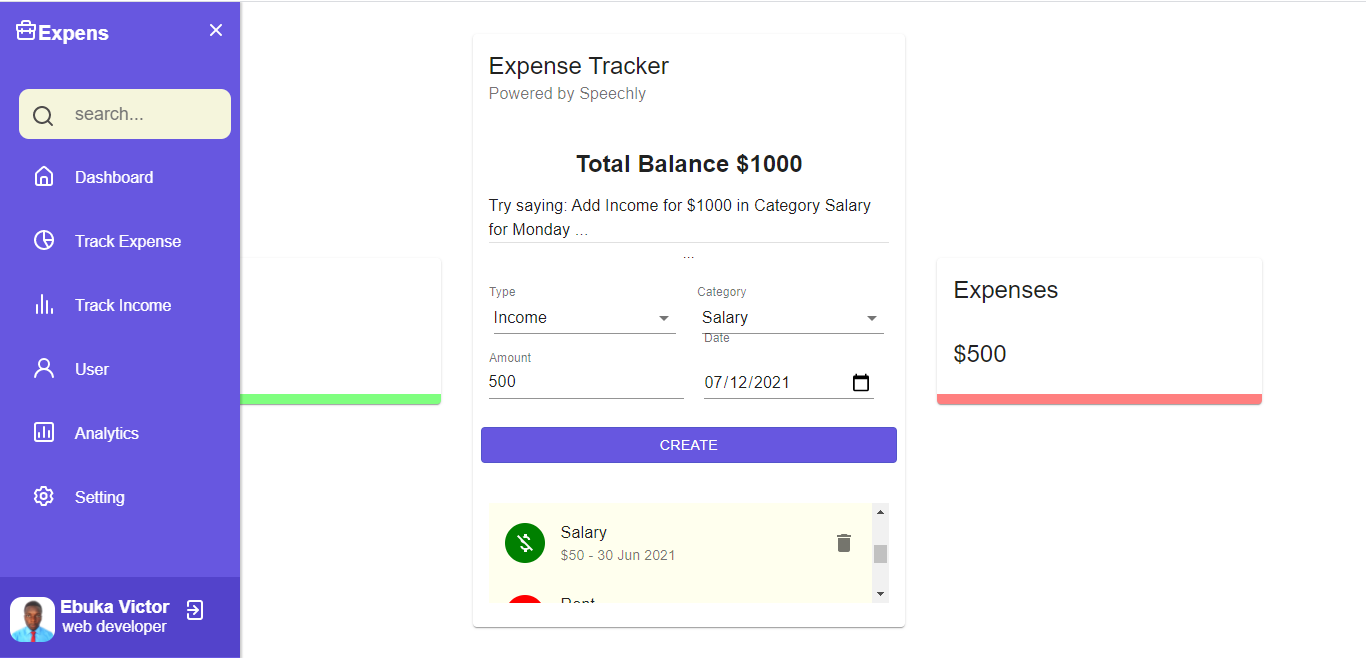 Expens
search...
Dashboard
Track Expense
Track Income
User
Analytics
Setting
Ebuka Victor
web developer
Expense Tracker
Powered by Speechly
Total Balance $1000
Try saying: Add Income for $1000 in Category Salary
for Monday ...
...
Type
Category
Income
Salary
Date
Amount
500
07/12/2021
CREATE
Salary
$50 - 30 Jun 2021
Rent
Expenses
$500